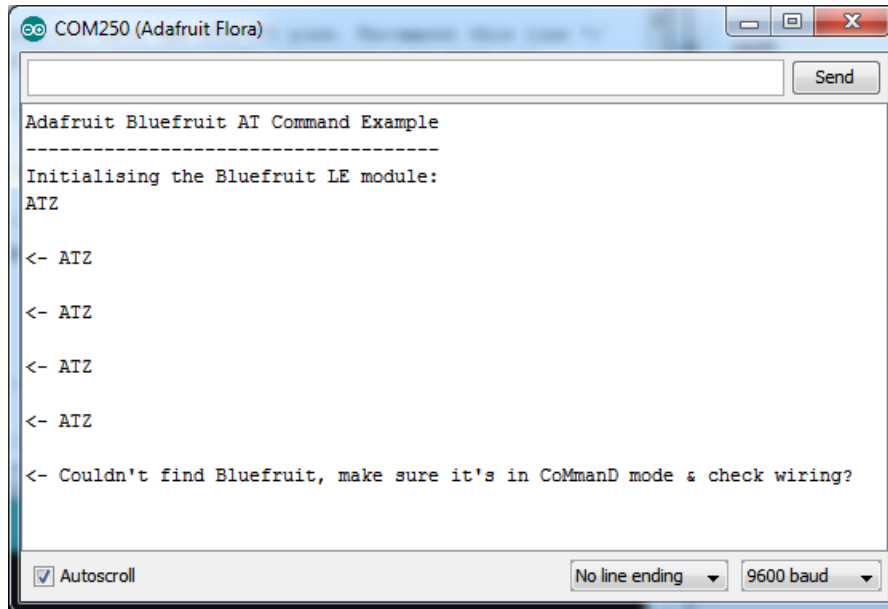 COM250 (Adafruit Flora)
Send
Adafruit Bluefruit AT Command Example
-------------------------------------
Initialising the Bluefruit LE module:
ATZ
<- ATZ
<- ATZ
<- ATZ
<- ATZ
<- Couldn't find Bluefruit, make sure it's in CoMmanD mode & check wiring?
Autoscroll
No line ending
9600 baud